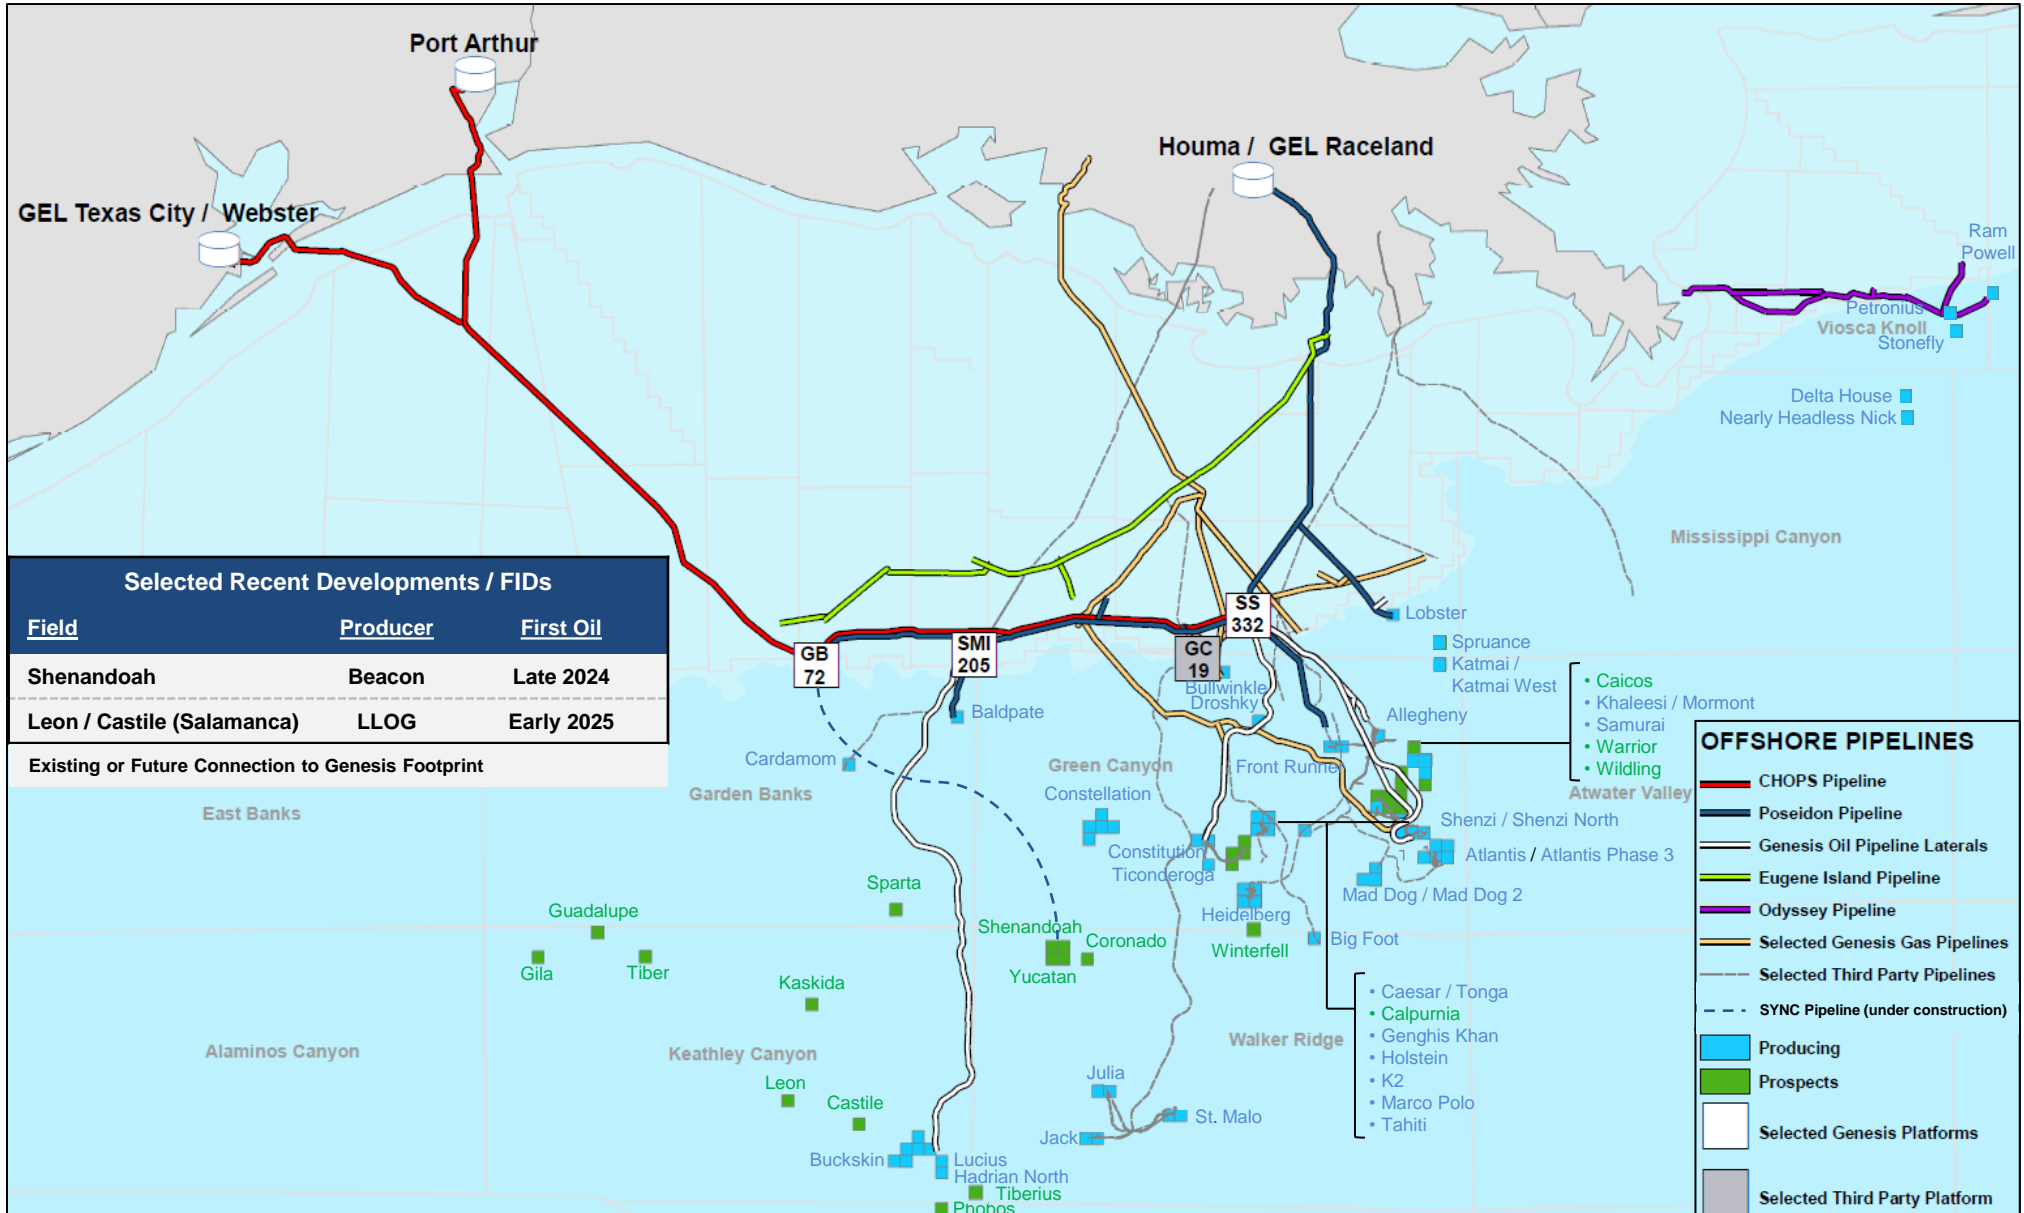 Port Arthur
Houma /  GEL Raceland
GEL Texas City /  Webster
Ram
Powell
Petronius
Viosca Knoll
Stonefly
Delta House
Nearly Headless Nick
Mississippi Canyon
Selected Recent Developments / FIDs
Field Producer First Oil
Shenandoah Beacon Late 2024
Leon / Castile (Salamanca) LLOG Early 2025
Existing or Future Connection to Genesis Footprint
GB
72
SMI
205
GC
19
SS
332
Lobster
Spruance
Katmai /
Katmai West
Bullwinkle
Droshky
Baldpate
Cardamom
Allegheny
• Caicos
• Khaleesi / Mormont
• Samurai
• Warrior
• Wildling
East Banks
Garden Banks
Green Canyon
Front Runner
Atwater Valley
Constellation
Shenzi / Shenzi North
Constitution
Ticonderoga
Atlantis / Atlantis Phase 3
Mad Dog / Mad Dog 2
Sparta
Guadalupe
Heidelberg
Shenandoah
Coronado
Winterfell
Big Foot
Gila
Tiber
Yucatan
Kaskida
• Caesar / Tonga
• Calpurnia
• Genghis Khan
• Holstein
• K2
• Marco Polo
• Tahiti
Alaminos Canyon
Keathley Canyon
Walker Ridge
Leon
Castile
Julia
St. Malo
Jack
Buckskin
Lucius
Hadrian North
Tiberius
Phobos
OFFSHORE PIPELINES
CHOPS Pipeline
Poseidon Pipeline
Genesis Oil Pipeline Laterals
Eugene Island Pipeline
Odyssey Pipeline
Selected Genesis Gas Pipelines
Selected Third Party Pipelines
SYNC Pipeline (under construction)
Producing
Prospects
Selected Genesis Platforms
Selected Third Party Platform